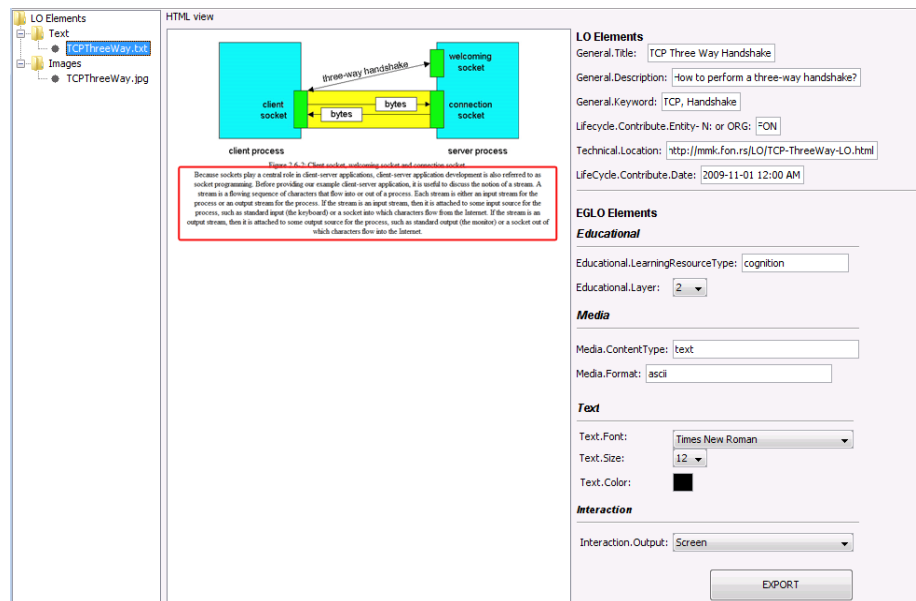 LO Elements
Text
TCPThreeWay.txt
Images
TCPThreeWay.jpg
HTML view
three-way handshake
welcoming
socket
client
socket
bytes
bytes
connection
socket
client process
server process
Figure 2.6-2: Client socket, welcoming socket and connection socket
Because sockets play a central role in client-server applications, client-server application development is also referred to as
socket programming. Before providing our example client-server application, it is useful to discuss the notion of a stream. A
stream is a flowing sequence of characters that flow into or out of a process. Each stream is either an input stream for the
process or an output stream for the process. If the stream is an input stream, then it is attached to some input source for the
process, such as standard input (the keyboard) or a socket into which characters flow from the Internet. If the stream is an
output stream, then it is attached to some output source for the process, such as standard output (the monitor) or a socket out of
which characters flow into the Internet.
LO Elements
General.Title: TCP Three Way Handshake
General.Description: How to perform a three-way handshake?
General.Keyword: TCP, Handshake
Lifecycle.Contribute.Entity- N: or ORG: FON
Technical.Location: http://mmk.fon.rs/LO/TCP-ThreeWay-LO.html
LifeCycle.Contribute.Date: 2009-11-01 12:00 AM
EGLO Elements
Educational
Educational.LearningResourceType: cognition
Educational.Layer: 2
Media
Media.ContentType: text
Media.Format: ascii
Text
Text.Font: Times New Roman
Text.Size: 12
Text.Color:
Interaction
Interaction.Output: Screen
EXPORT